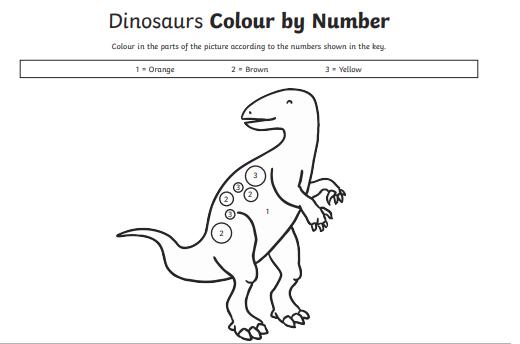 Dinosaurs Colour by Number
Colour in the parts of the picture according to the numbers shown in the key.
1 = Orange 2 = Brown 3 = Yellow
3
3
2
2
3
1
2